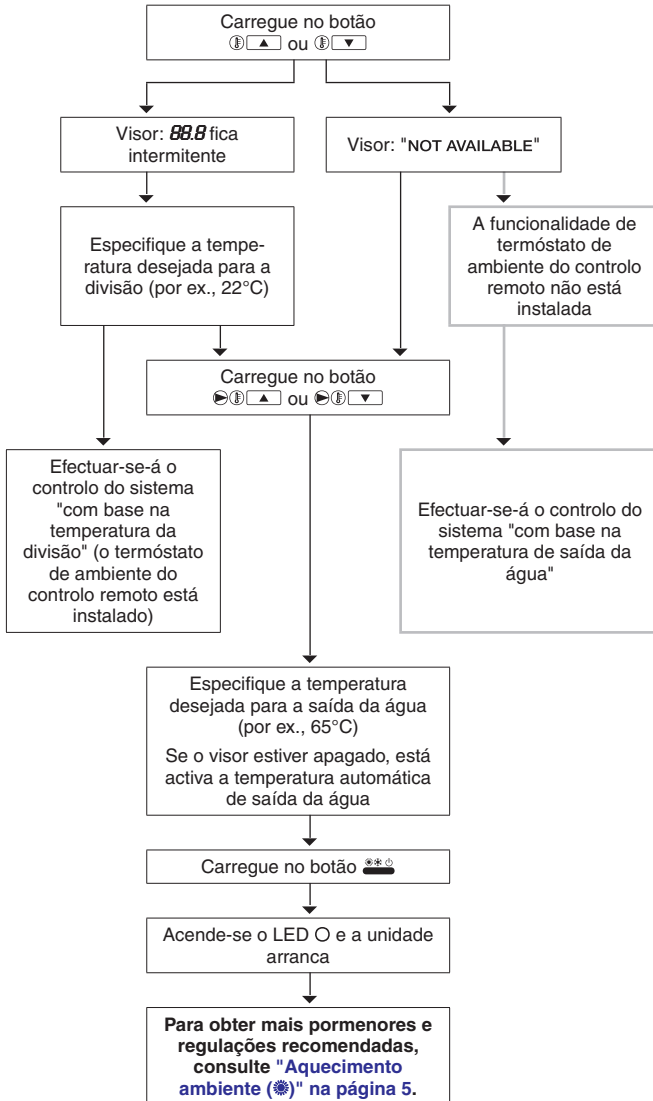 Carregue no botão
▲ ou ▼
Visor: 88.8 fica
intermitente
Visor: "NOT AVAILABLE"
Especifique a tempe-
ratura desejada para a
divisão (por ex., 22°C)
A funcionalidade de
termóstato de
ambiente do controlo
remoto não está
instalada
Carregue no botão
▲ ou ▼
Efectuar-se-á o
controlo do sistema
"com base na
temperatura da
divisão" (o termóstato
de ambiente do
controlo remoto está
instalado)
Efectuar-se-á o controlo do
sistema "com base na
temperatura de saída da
água"
Especifique a temperatura
desejada para a saída da água
(por ex., 65°C)
Se o visor estiver apagado, está
activa a temperatura automática
de saída da água
Carregue no botão
Acende-se o LED O e a unidade
arranca
Para obter mais pormenores e
regulações recomendadas,
consulte "Aquecimento
ambiente (☀)" na página 5.